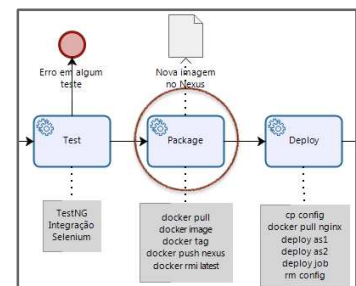 Erro em algum
teste
Nova imagem
no Nexus
Test
Package
Deploy
TestNG
Integração
Selenium
docker pull
docker image
docker tag
docker push nexus
docker rmi latest
cp config
docker pull nginx
deploy as1
deploy as2
deploy job
rm config